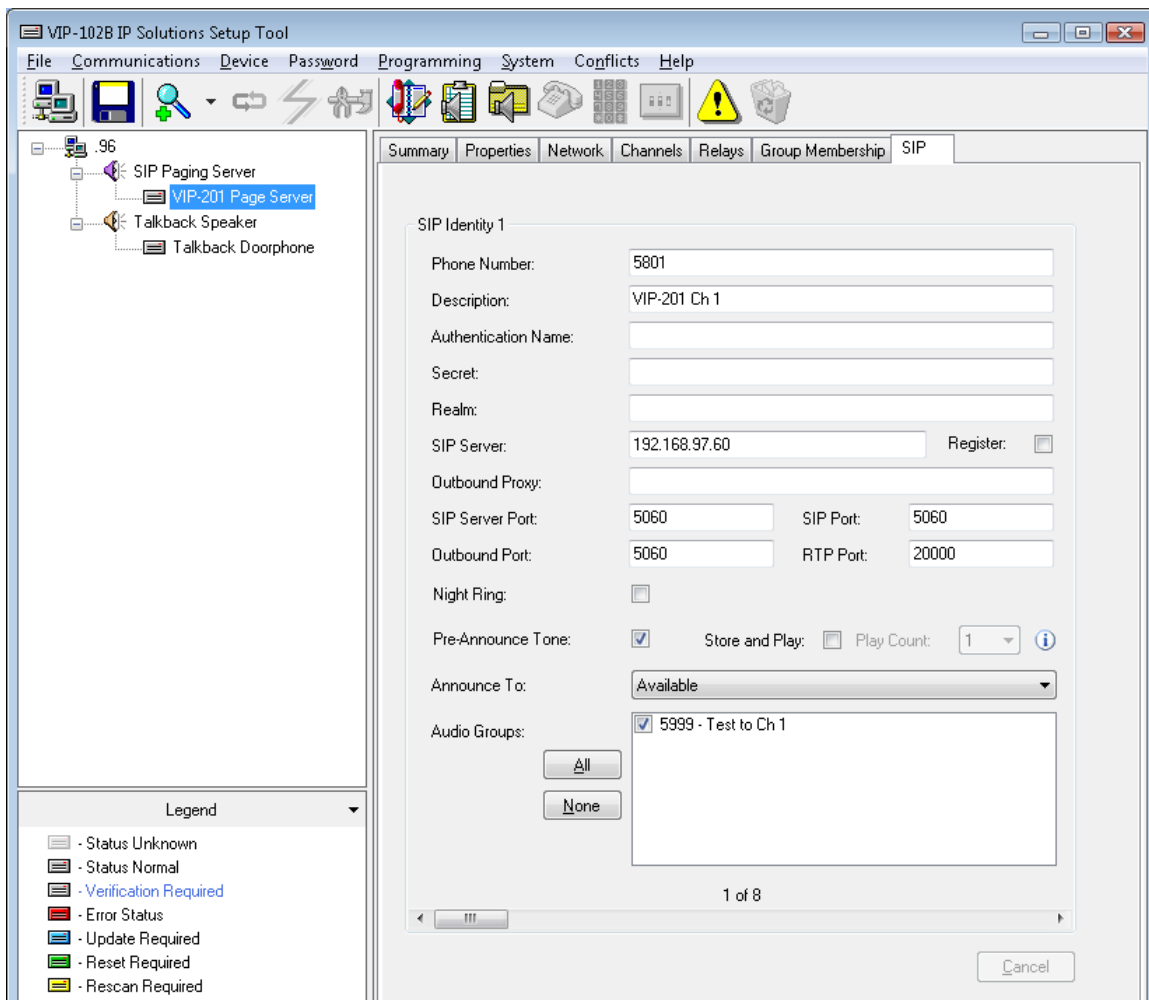 VIP-102B IP Solutions Setup Tool
File Communications Device Password Programming System Conflicts Help
.96
SIP Paging Server
VIP-201 Page Server
Talkback Speaker
Talkback Doorphone
Summary Properties Network Channels Relays Group Membership SIP
SIP Identity 1
Phone Number: 5801
Description: VIP-201 Ch 1
Authentication Name:
Secret:
Realm:
SIP Server: 192.168.97.60 Register:
Outbound Proxy:
SIP Server Port: 5060 SIP Port: 5060
Outbound Port: 5060 RTP Port: 20000
Night Ring:
Pre-Announce Tone: Store and Play: Play Count: 1
Announce To: Available
Audio Groups: 5999 - Test to Ch 1
All
None
1 of 8
Cancel
Legend
- Status Unknown
- Status Normal
- Verification Required
- Error Status
- Update Required
- Reset Required
- Rescan Required